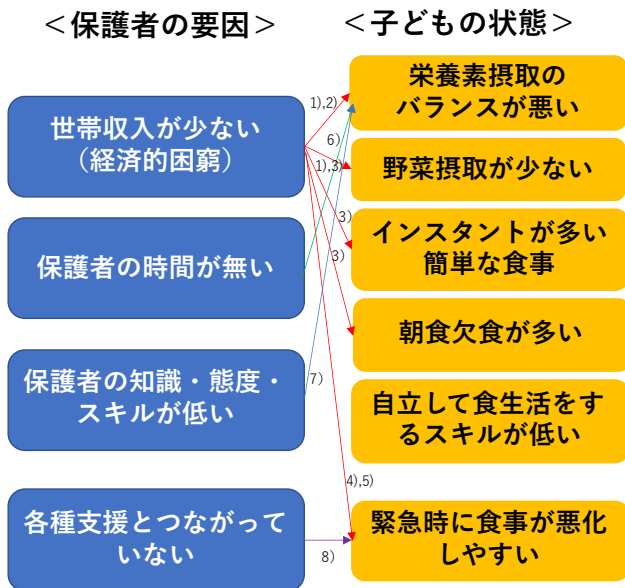 ＜保護者の要因＞
＜子どもの状態＞
世帯収入が少ない
（経済的困窮）
保護者の時間が無い
保護者の知識・態度・
スキルが低い
各種支援とつながって
いない
1),2)
6)
1),3)
3)
3)
7)
4),5)
8)
栄養素摂取の
バランスが悪い
野菜摂取が少ない
インスタントが多い
簡単な食事
朝食欠食が多い
自立して食生活をす
るスキルが低い
緊急時に食事が悪化
しやすい